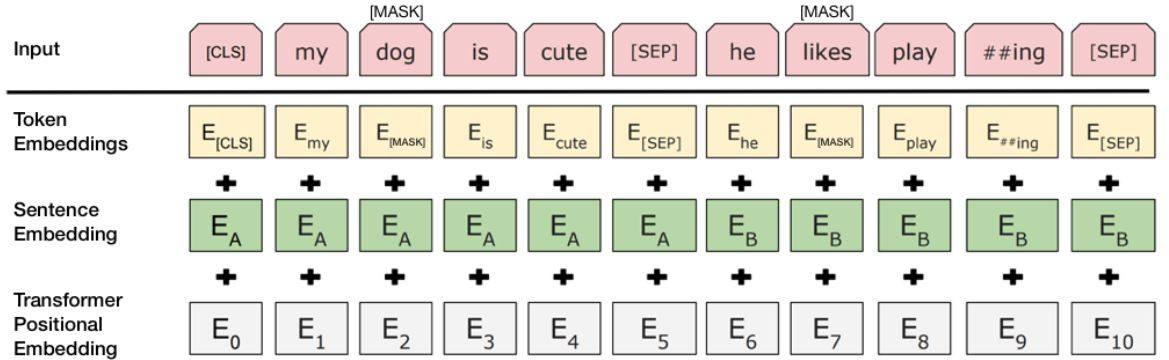 [MASK] [MASK]
Input [CLS] my dog is cute [SEP] he likes play ##ing [SEP]
Token
Embeddings E[CLS] Emy E[MASK] Eis Ecute E[SEP] Ehe E[MASK] Eplay E##ing E[SEP]
+ + + + + + + + + + +
Sentence
Embedding EA EA EA EA EA EA EB EB EB EB EB
+ + + + + + + + + + +
Transformer
Positional
Embedding E0 E1 E2 E3 E4 E5 E6 E7 E8 E9 E10